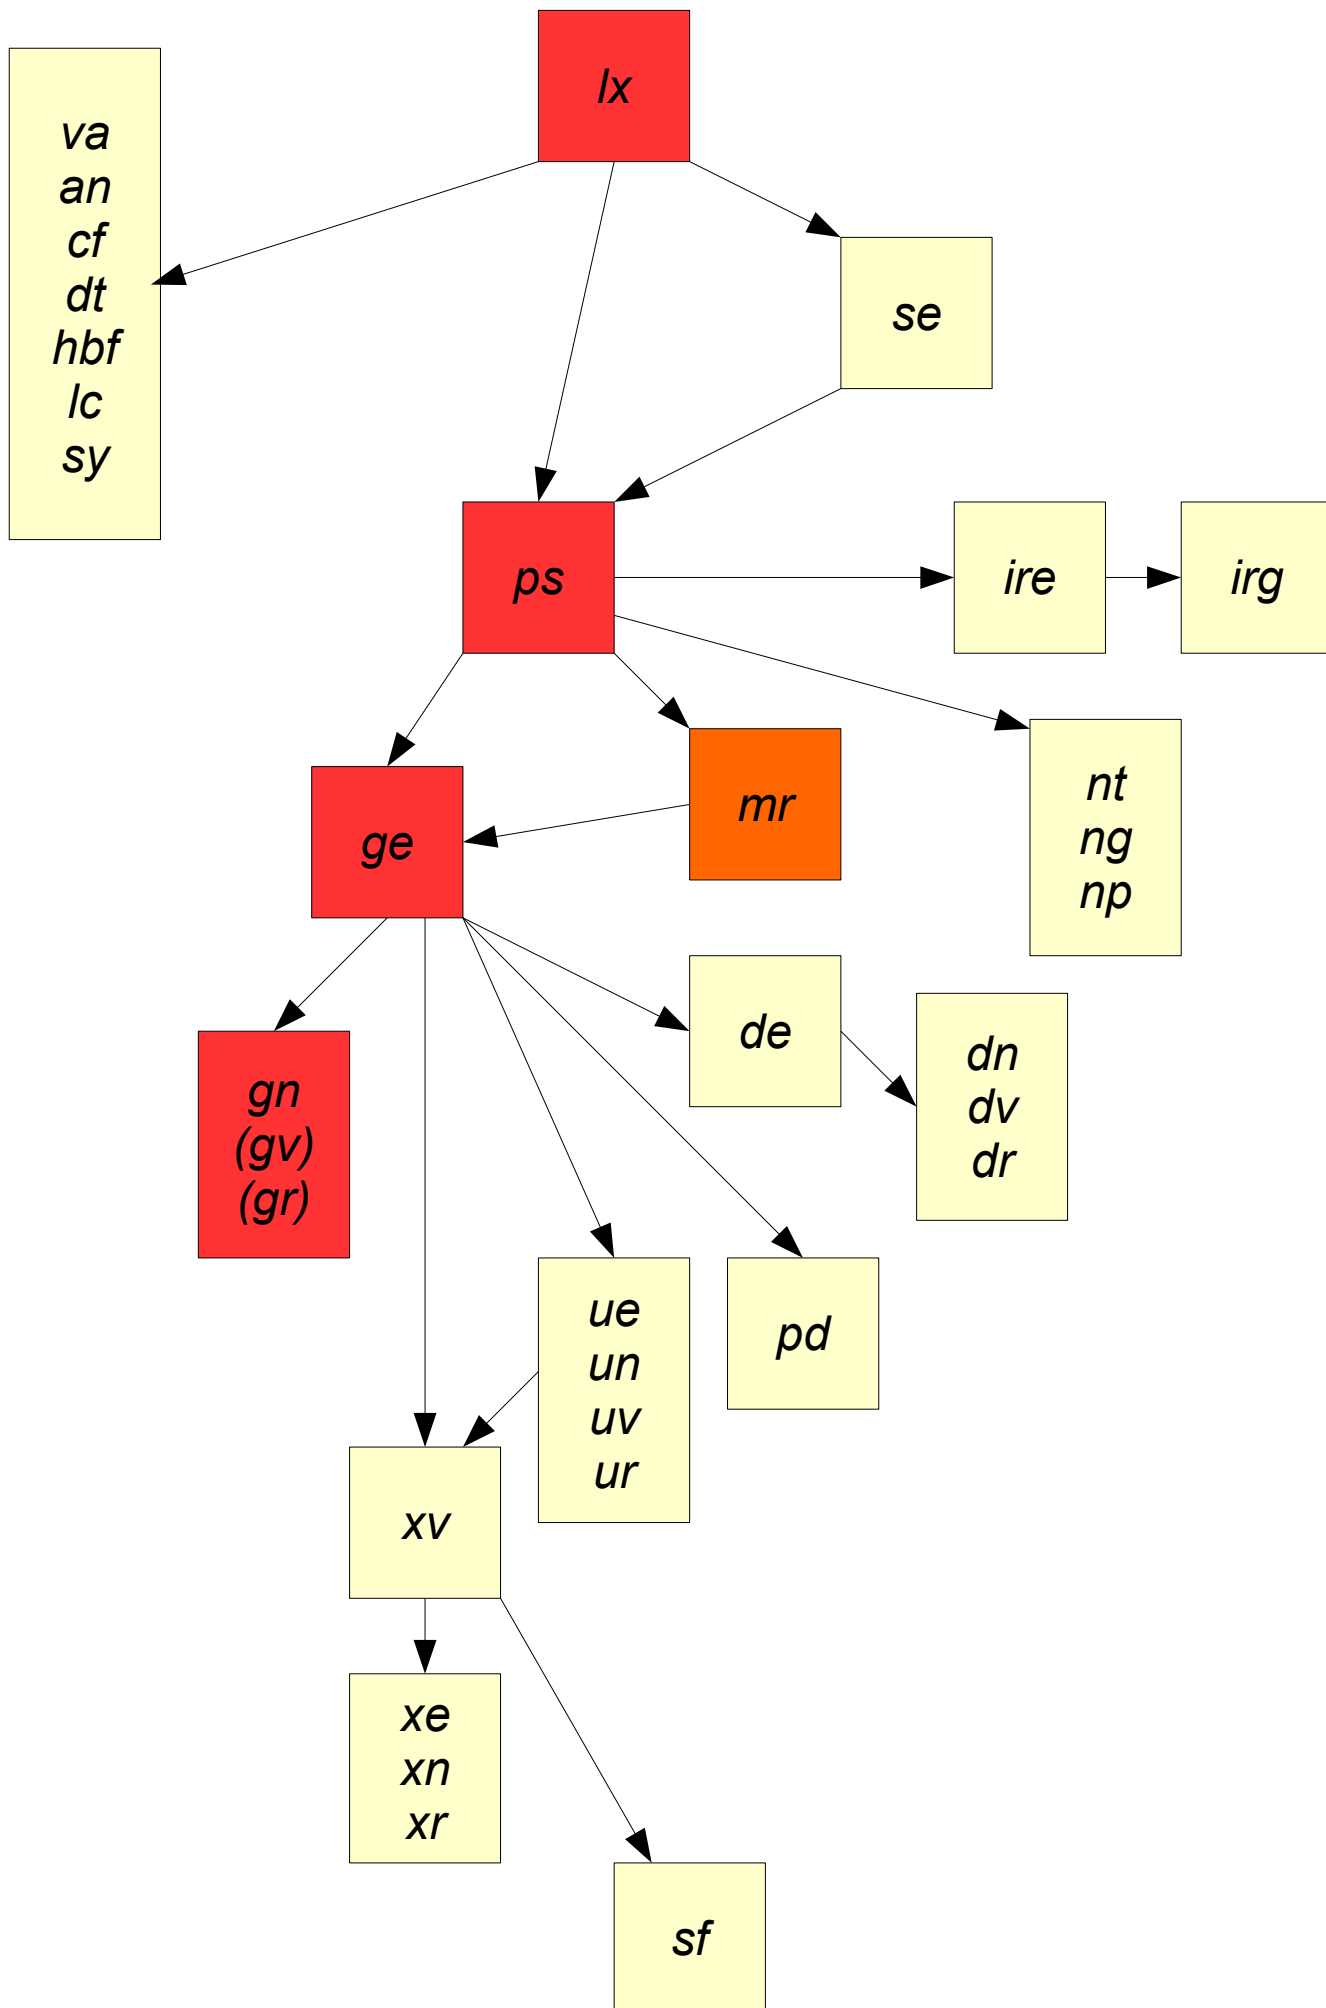 lx
va
an
cf
dt
hbf
lc
sy
se
ps
ire
irg
mr
nt
ng
np
ge
de
dn
dv
dr
gn
(gv)
(gr)
ue
un
uv
ur
pd
xv
xe
xn
xr
sf